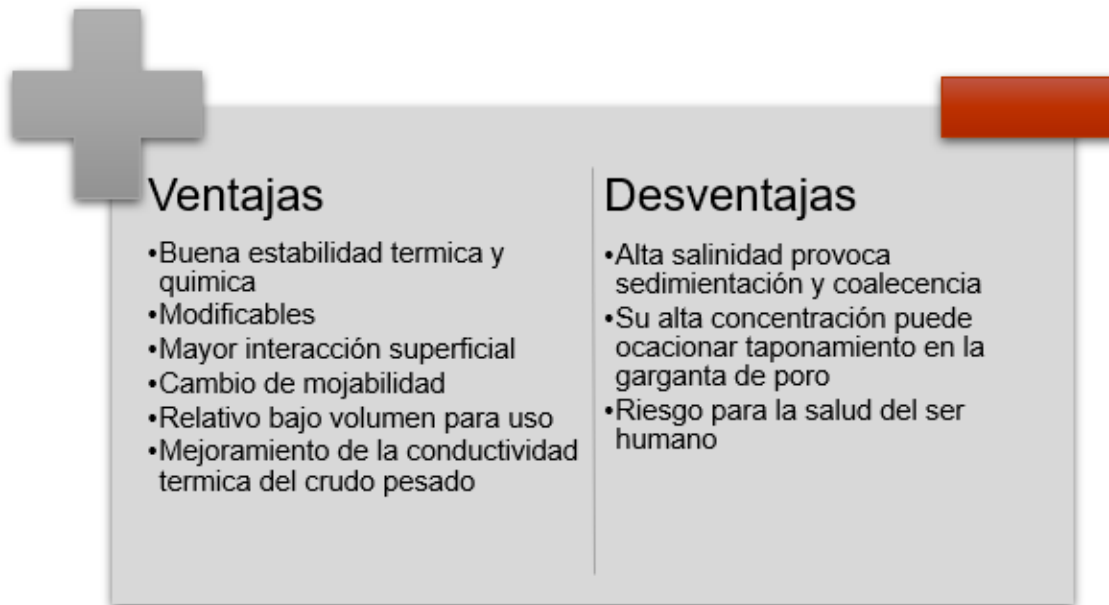 Ventajas
•Buena estabilidad termica y
quimica
•Modificables
•Mayor interacción superficial
•Cambio de mojabilidad
•Relativo bajo volumen para uso
•Mejoramiento de la conductividad
termica del crudo pesado
Desventajas
•Alta salinidad provoca
sedimientación y coalecencia
•Su alta concentración puede
ocacionar taponamiento en la
garganta de poro
•Riesgo para la salud del ser
humano